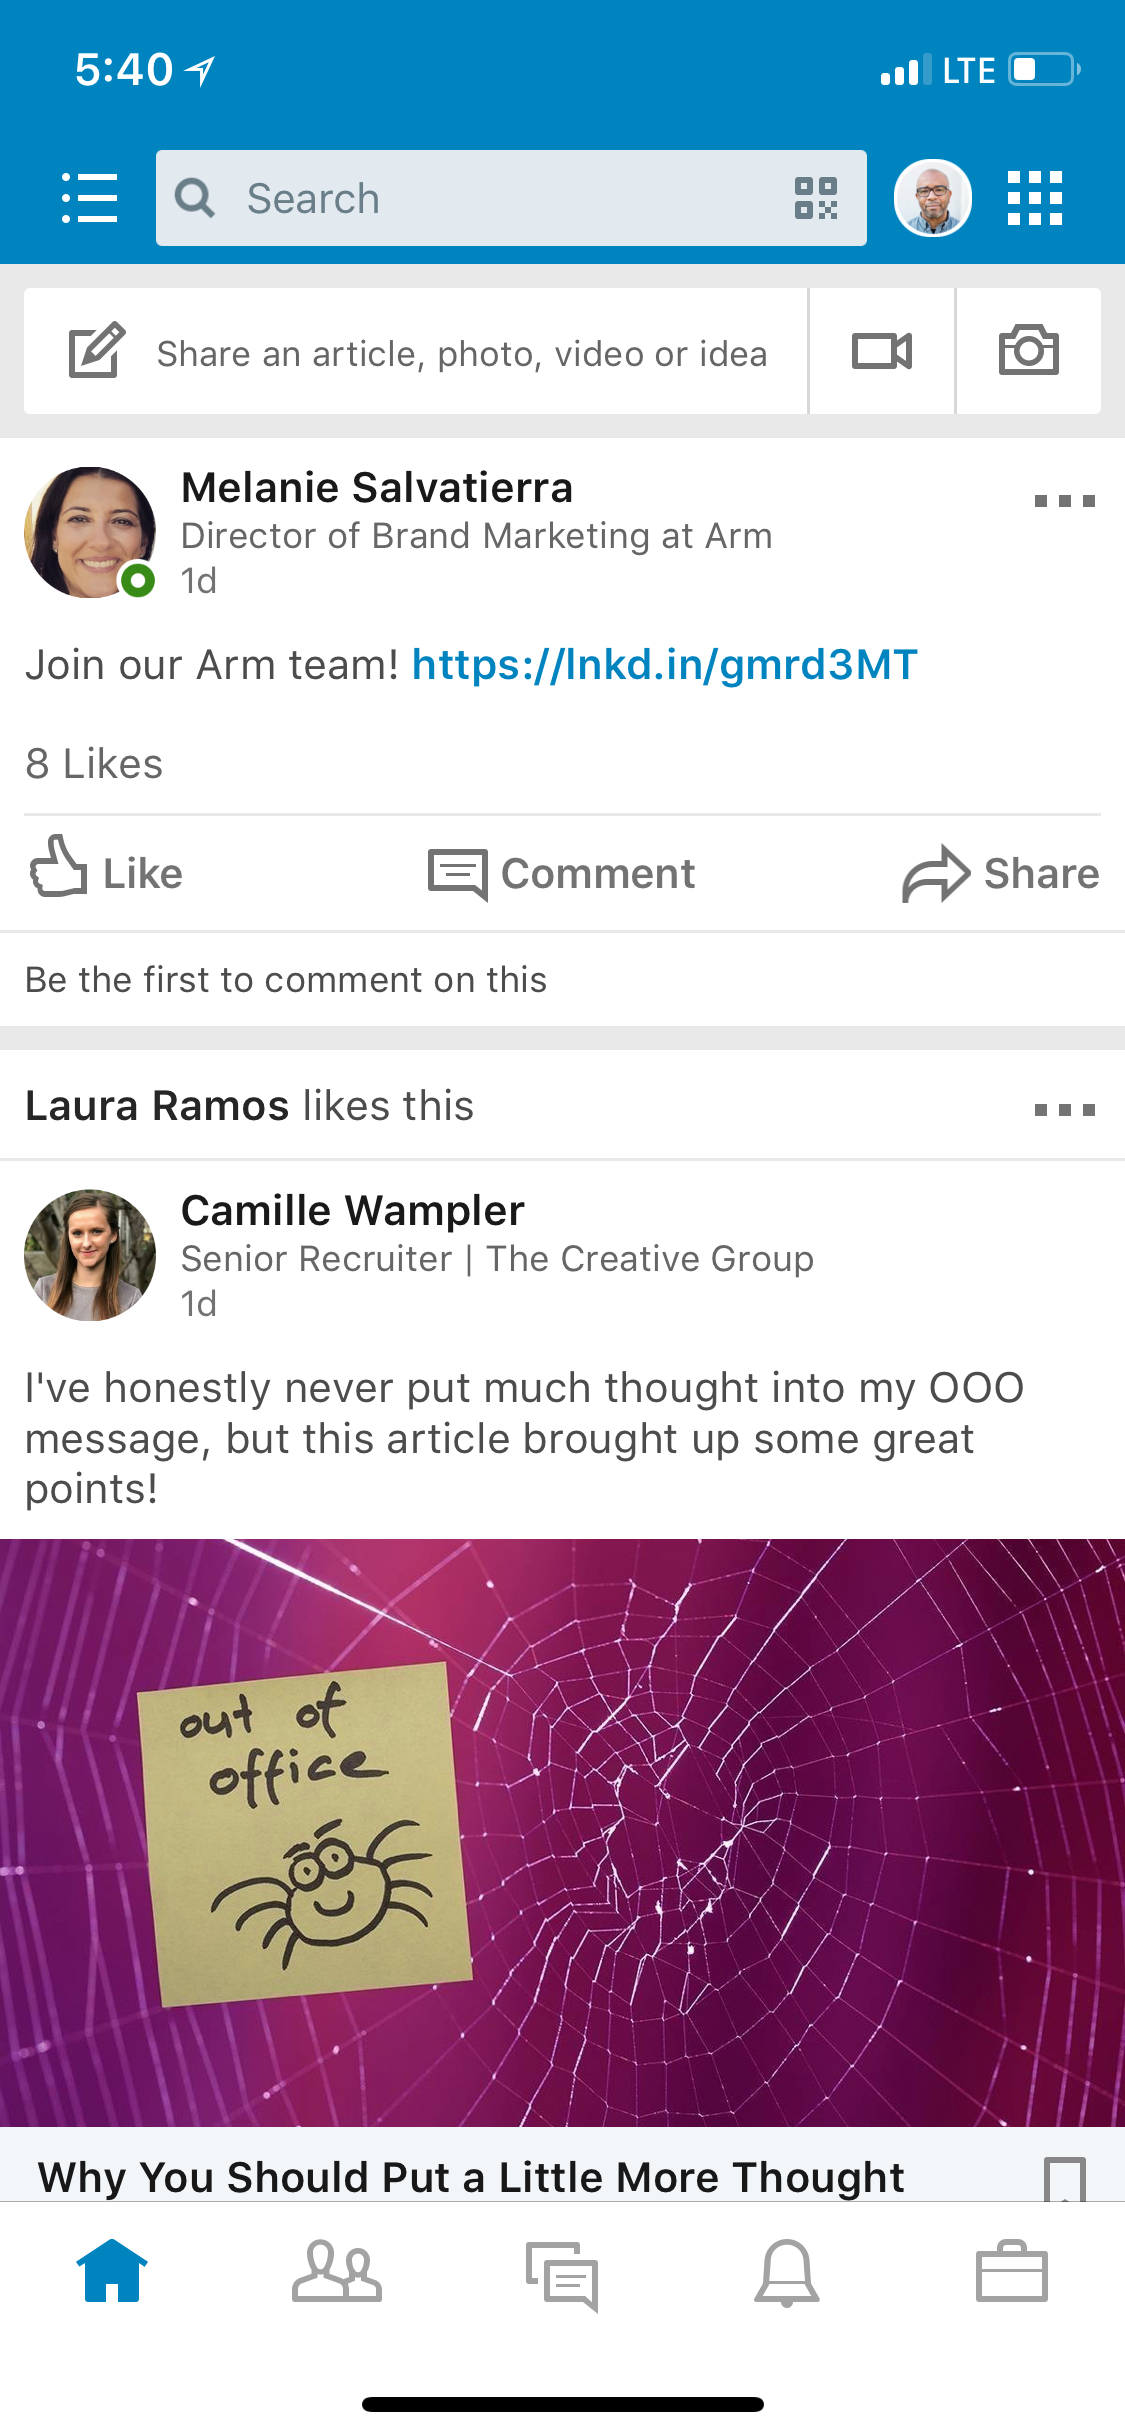 5:40
LTE
Search
Share an article, photo, video or idea
Melanie Salvatierra
Director of Brand Marketing at Arm
1d
Join our Arm team! https://lnkd.in/gmrd3MT
8 Likes
Like
Comment
Share
Be the first to comment on this
Laura Ramos likes this
Camille Wampler
Senior Recruiter | The Creative Group
1d
I've honestly never put much thought into my OOO
message, but this article brought up some great
points!
out of
office
Why You Should Put a Little More Thought